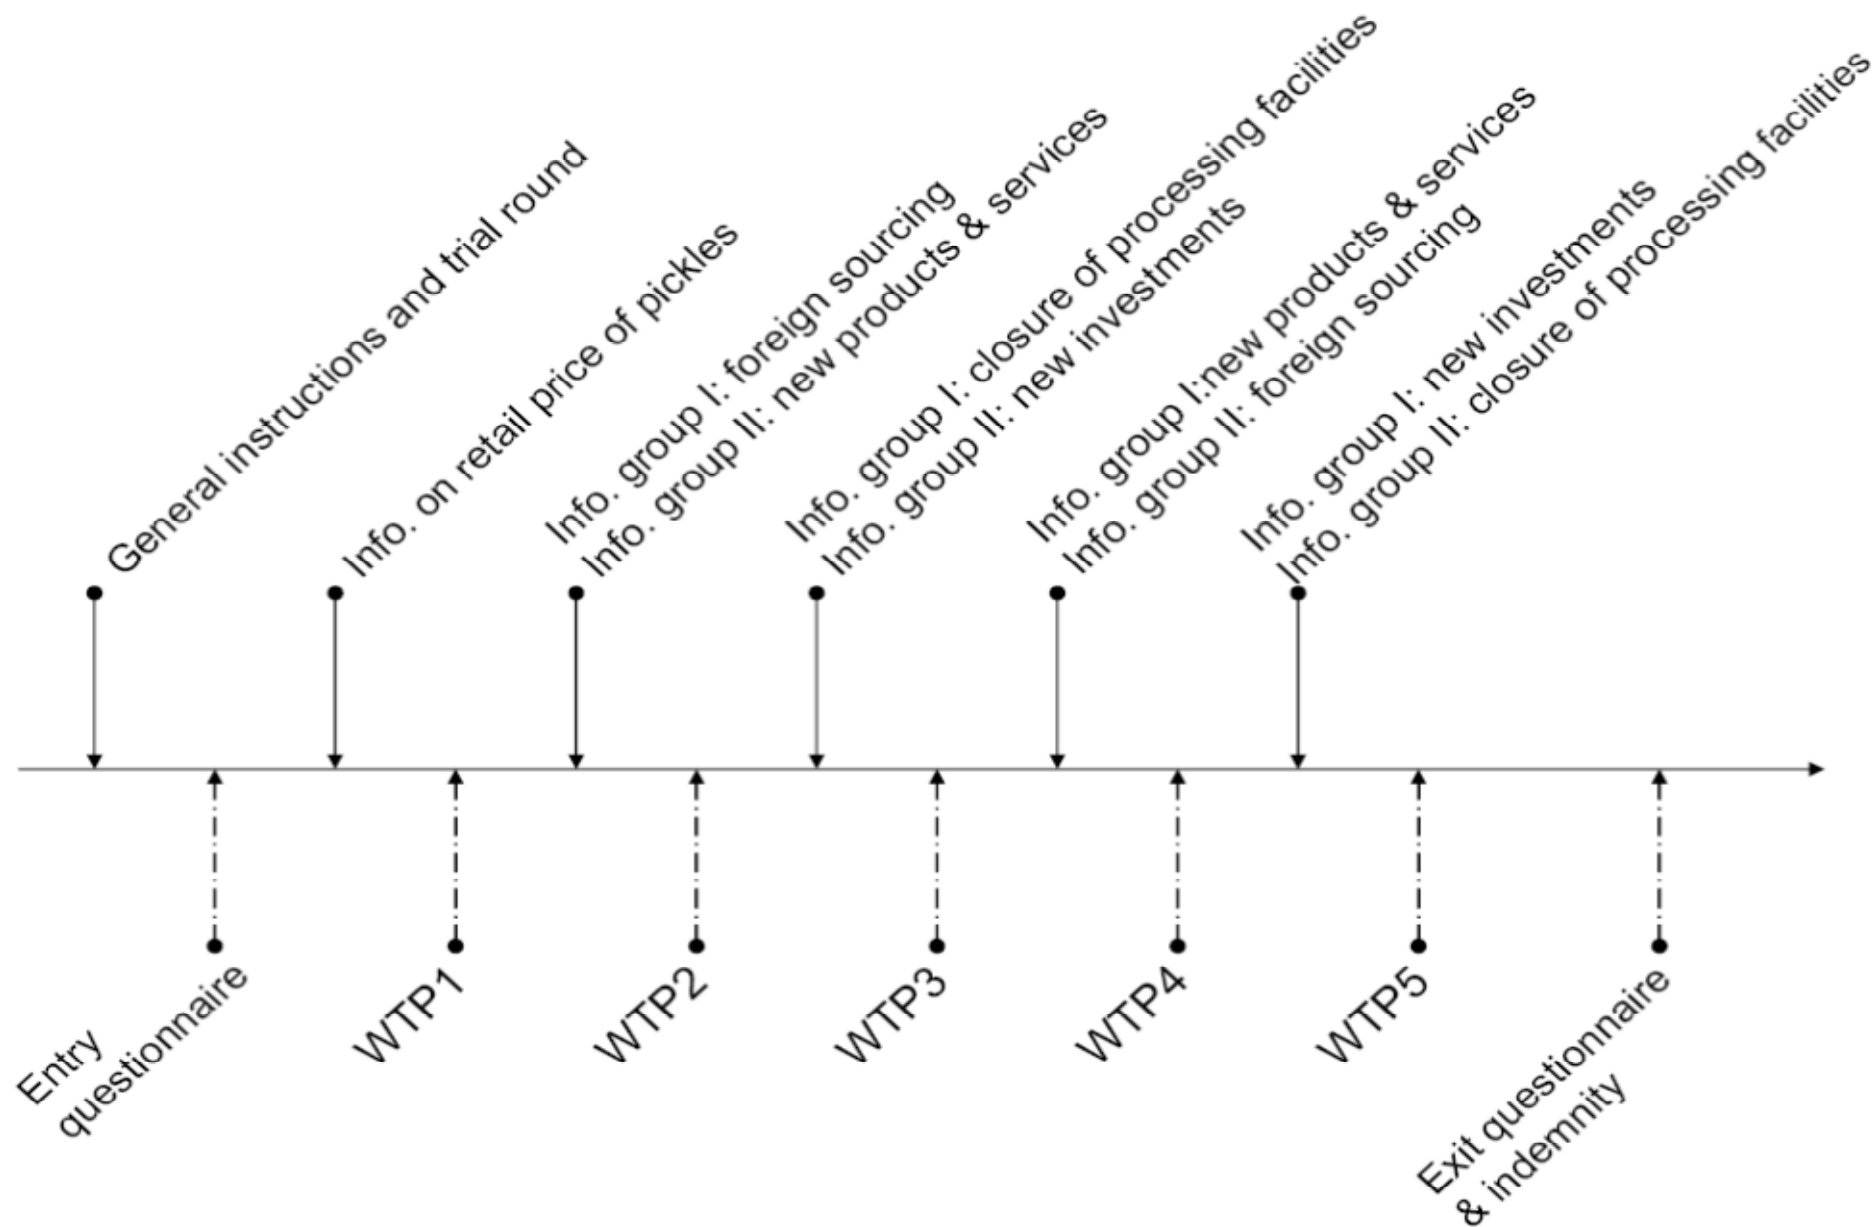 General instructions and trial round
Info. on retail price of pickles
Info. group I: foreign sourcing
Info. group II: new products & services
Info. group I: closure of processing facilities
Info. group II: new investments
Info. group I:new products & services
Info. group II: foreign sourcing
Info. group I: new investments
Info. group II: closure of processing facilities
Entry
questionnaire
WTP1
WTP2
WTP3
WTP4
WTP5
Exit questionnaire
& indemnity